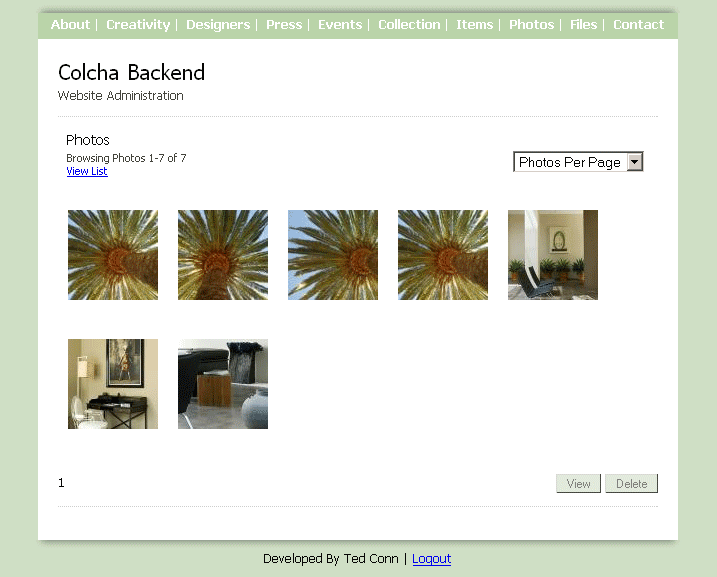 About | Creativity | Designers | Press | Events | Collection | Items | Photos | Files | Contact
Colcha Backend
Website Administration
Photos
Browsing Photos 1-7 of 7
Photos Per Page
View List
1
View Delete
Developed By Ted Conn | Logout